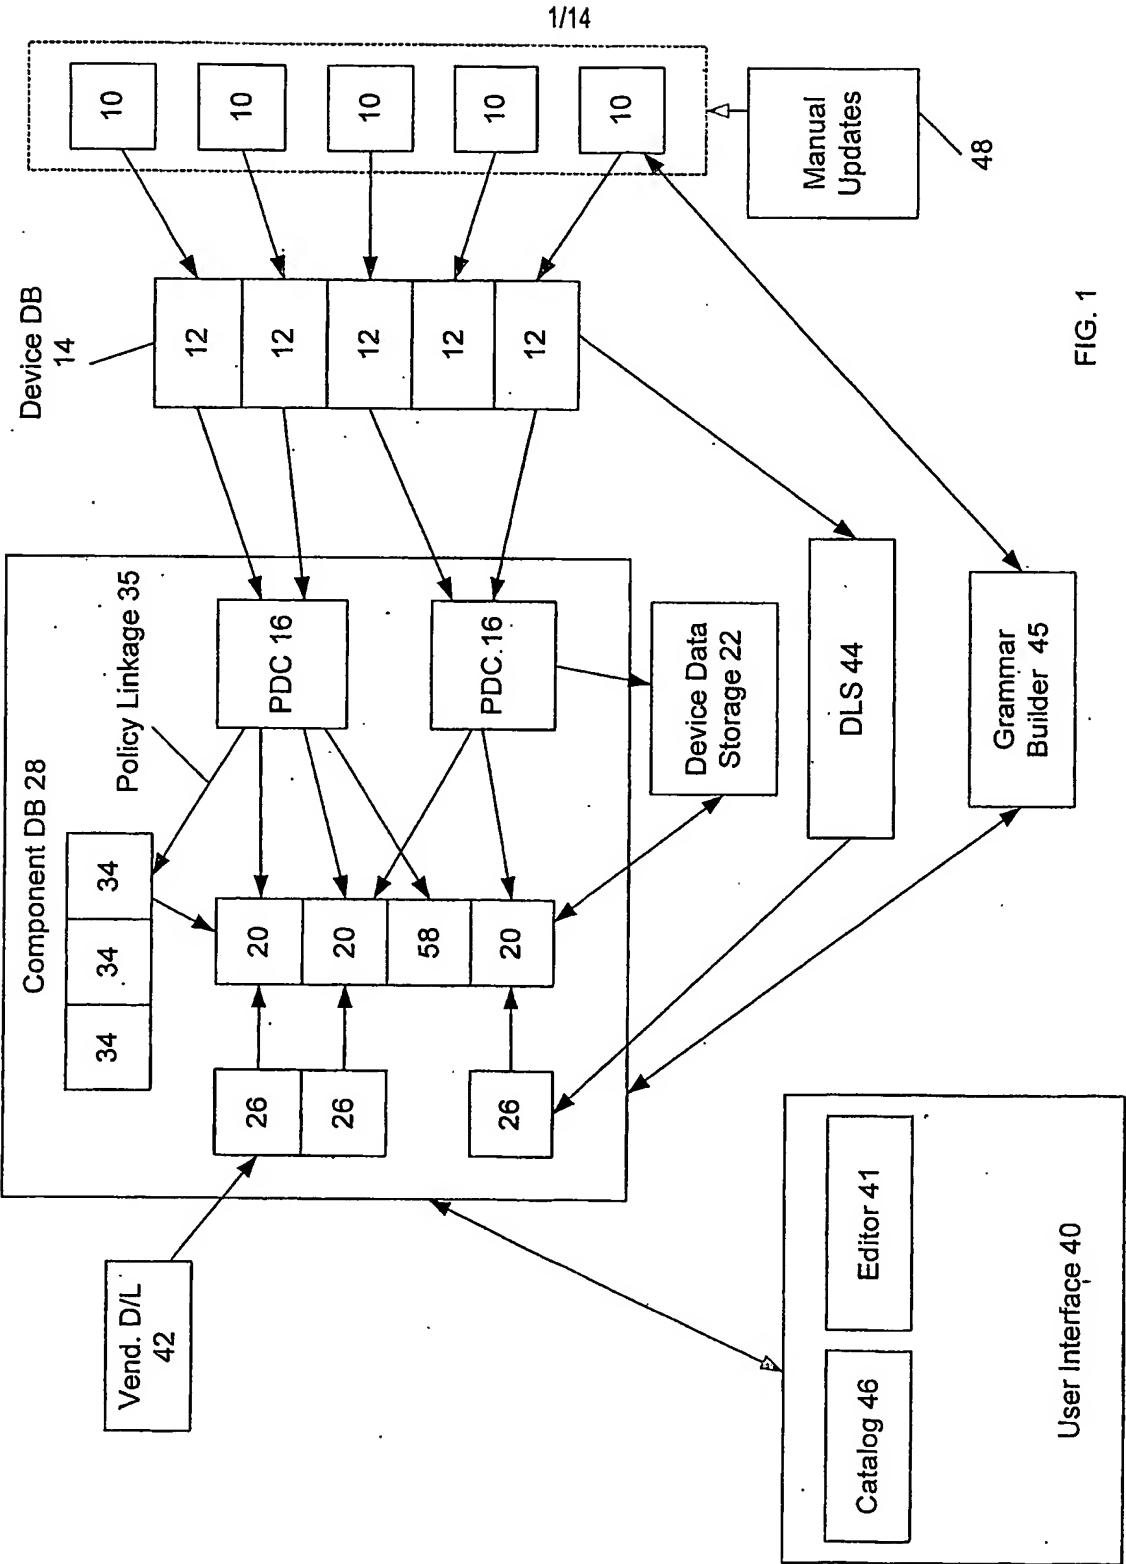 1/14
Component DB 28
Device DB
14
Vend. D/L
42
34
34
34
Policy Linkage 35
26
26
26
20
20
58
20
PDC 16
PDC 16
12
12
12
12
12
10
10
10
10
10
Device Data
Storage 22
Manual
Updates
48
DLS 44
Catalog 46
Editor 41
User Interface 40
Grammar
Builder 45
FIG. 1